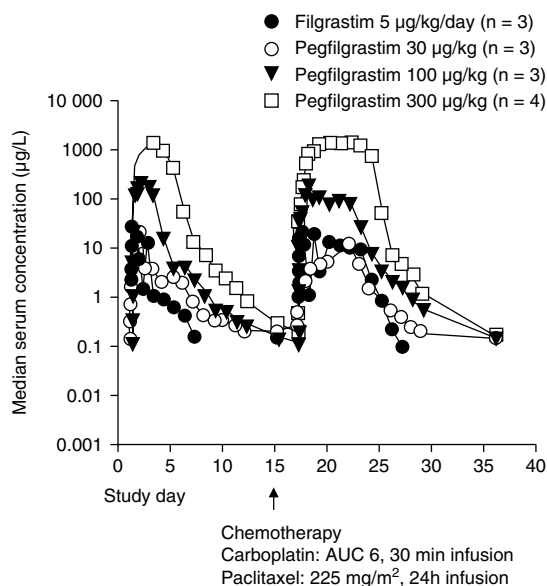 Filgrastim 5 µg/kg/day (n = 3)
Pegfilgrastim 30 µg/kg (n = 3)
Pegfilgrastim 100 µg/kg (n = 3)
Pegfilgrastim 300 µg/kg (n = 4)
Median serum concentration (µg/L)
10 000
1000
100
10
1
0.1
0.01
0.001
0 5 10 15 20 25 30 35 40
Study day
Chemotherapy
Carboplatin: AUC 6, 30 min infusion
Paclitaxel: 225 mg/m², 24h infusion